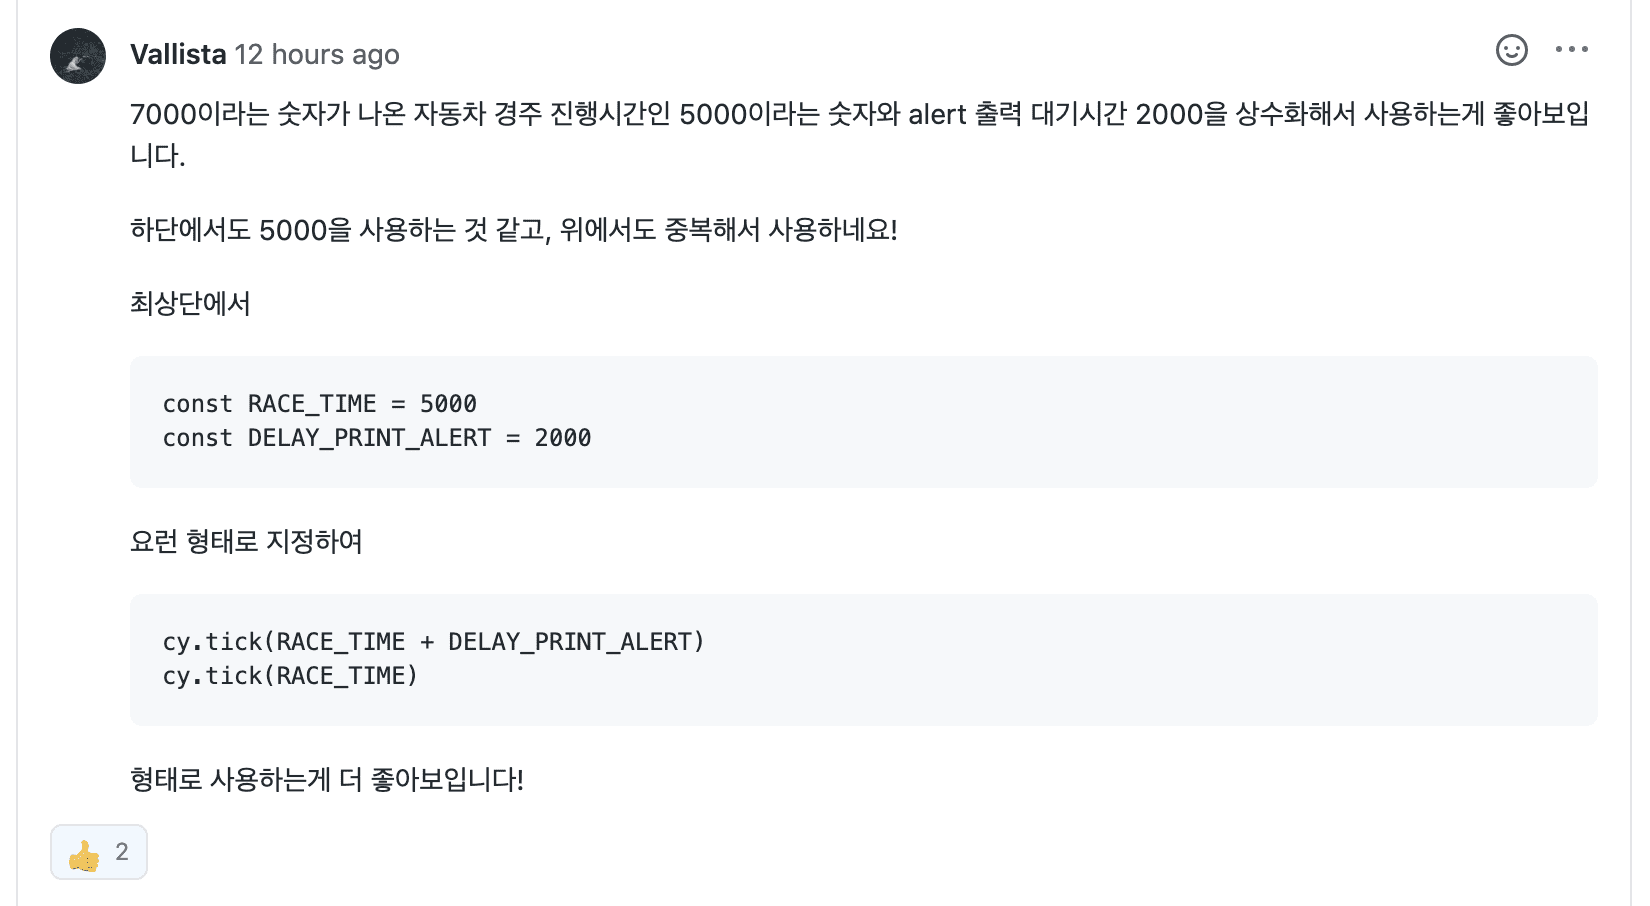 Vallista 12 hours ago
7000이라는 숫자가 나온 자동차 경주 진행시간인 5000이라는 숫자와 alert 출력 대기시간 2000을 상수화해서 사용하는게 좋아보입
니다.
하단에서도 5000을 사용하는 것 같고, 위에서도 중복해서 사용하네요!
최상단에서
const RACE_TIME = 5000
const DELAY_PRINT_ALERT = 2000
요런 형태로 지정하여
cy.tick(RACE_TIME + DELAY_PRINT_ALERT)
cy.tick(RACE_TIME)
형태로 사용하는게 더 좋아보입니다!
2